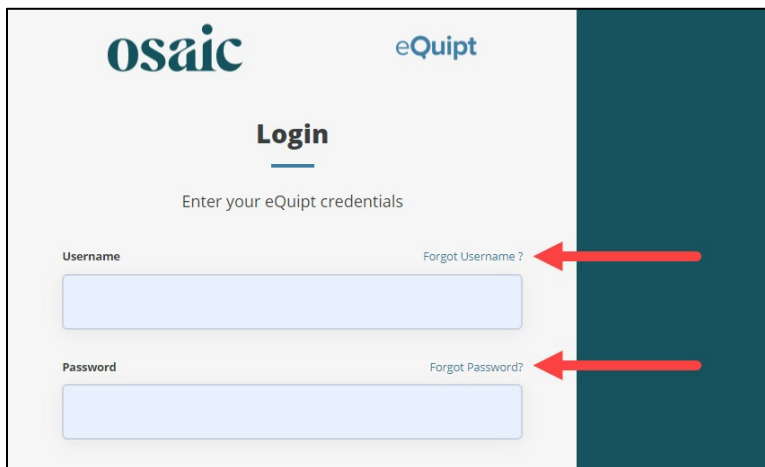 osaic
eQuipt
Login
Enter your eQuipt credentials
Username
Forgot Username ?
Password
Forgot Password?